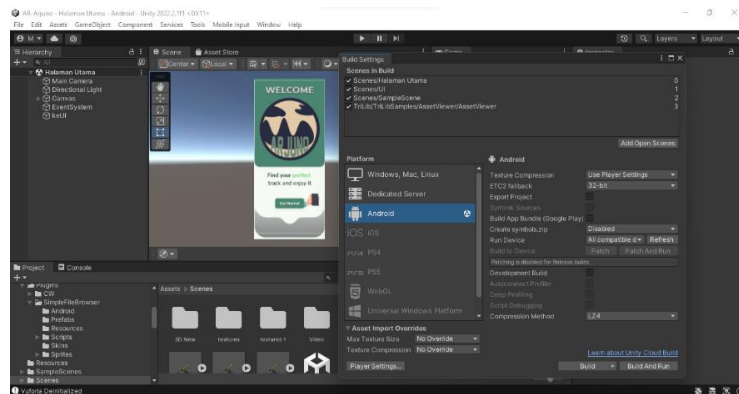 AR-Arjuno - Halaman Utama - Android - Unity 2022.2.1f1 <DX11>
File Edit Assets GameObject Component Services Tools Mobile Input Window Help
Layers Layout
Hierarchy
Scene Asset Store
Center Local
Halaman Utama
Main Camera
Directional Light
Canvas
EventSystem
keUI
WELCOME
AR JUNO
Find your perfect
track and enjoy it
Get Started
Build Settings
Scenes In Build
Scenes/Halaman Utama 0
Scenes/UI 1
Scenes/SampleScene 2
TriLib/TriLibSamples/AssetViewer/AssetViewer 3
Add Open Scenes
Platform
Windows, Mac, Linux
Dedicated Server
Android
iOS iOS
PS4 PS4
PS5 PS5
WebGL
Universal Windows Platform
Android
Texture Compression Use Player Settings
ETC2 fallback 32-bit
Export Project
Symlink Sources
Build App Bundle (Google Play)
Create symbols.zip Disabled
Run Device All compatible d Refresh
Build to Device Patch Patch And Run
Patching is disabled for Release builds
Development Build
Autoconnect Profiler
Deep Profiling
Script Debugging
Compression Method LZ4
Asset Import Overrides
Max Texture Size No Override
Texture Compression No Override
Learn about Unity Cloud Build
Player Settings...
Build Build And Run
Project Console
Plugins
CW
SimpleFileBrowser
Android
Prefabs
Resources
Scripts
Skins
Sprites
Resources
SampleScenes
Scenes
Assets > Scenes
3D New textures textures 1 Video
Vuforia Deinitialized